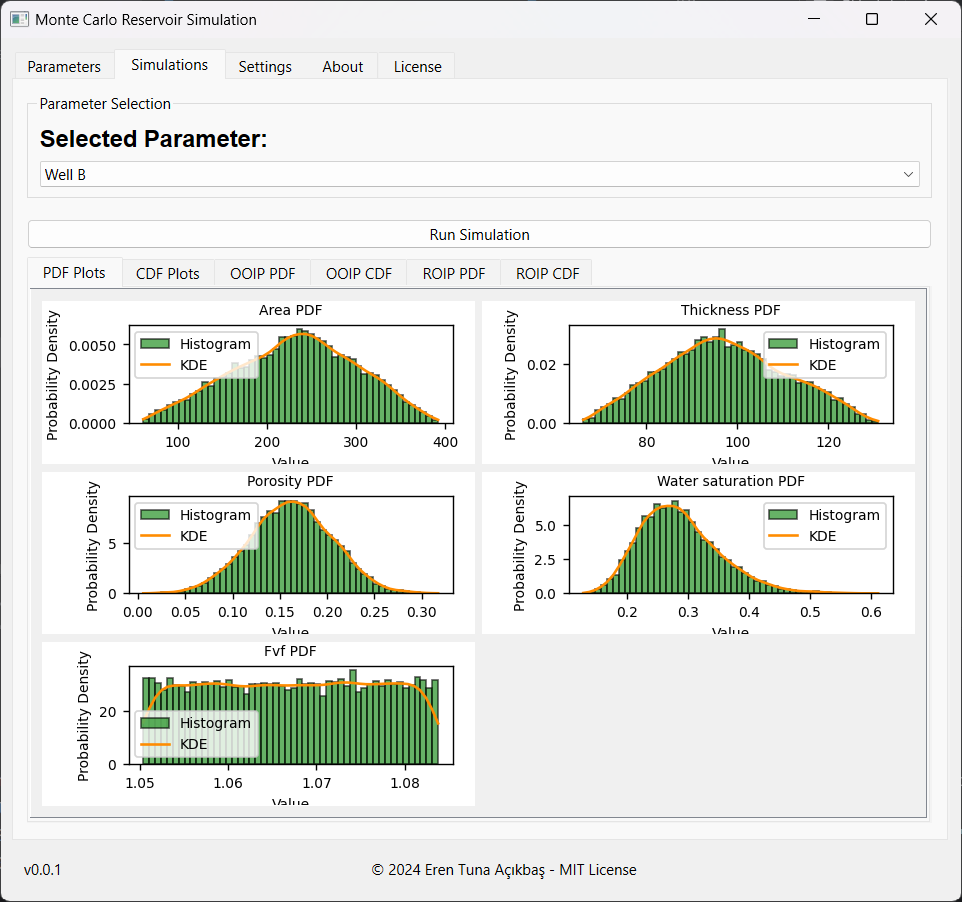 Monte Carlo Reservoir Simulation
Parameters Simulations Settings About License
Parameter Selection
Selected Parameter:
Well B
Run Simulation
PDF Plots CDF Plots OOIP PDF OOIP CDF ROIP PDF ROIP CDF
Area PDF
Probability Density
0.0050
0.0025
0.0000
Histogram
KDE
100 200 300 400
Value
Thickness PDF
Probability Density
0.02
0.00
Histogram
KDE
80 100 120
Value
Porosity PDF
Probability Density
5
0
Histogram
KDE
0.00 0.05 0.10 0.15 0.20 0.25 0.30
Value
Water saturation PDF
Probability Density
5.0
2.5
0.0
Histogram
KDE
0.2 0.3 0.4 0.5 0.6
Value
Fvf PDF
Probability Density
20
0
Histogram
KDE
1.05 1.06 1.07 1.08
Value
v0.0.1
© 2024 Eren Tuna Açıkbaş - MIT License